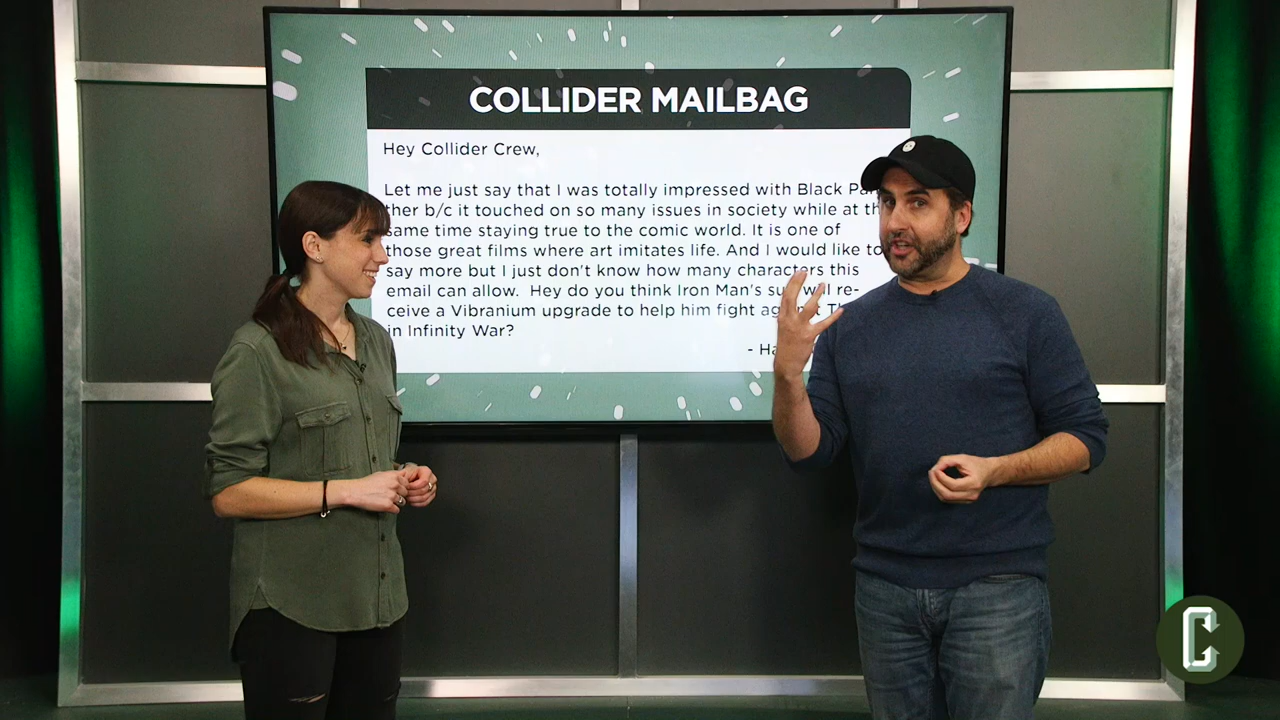 COLLIDER MAILBAG
Hey Collider Crew,
Let me just say that I was totally impressed with Black Pan
ther b/c it touched on so many issues in society while at th
same time staying true to the comic world. It is one of
those great films where art imitates life. And I would like to
say more but I just don't know how many characters this
email can allow. Hey do you think Iron Man's suit will re-
ceive a Vibranium upgrade to help him fight against Th
in Infinity War?
- Ha
C